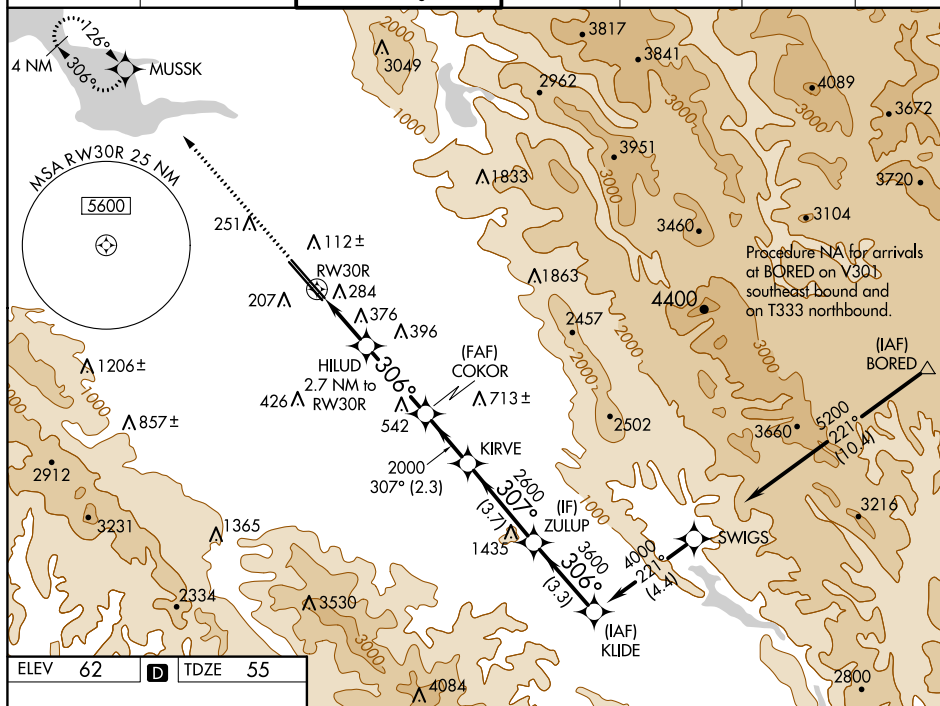 126°
306°
4 NM
MUSSK
2000
3049
1000
3817
3841
2962
4089
3000
3672
3000
3951
3000
3720
MSA RW30R 25 NM
5600
1833
3460
3104
251
112±
RW30R
207
284
376
396
1863
2457
2000
2000
4400
3000
Procedure NA for arrivals
at BORED on V301
southeast bound and
on T333 northbound.
(IAF)
BORED
5200
221°
(10.4)
1206±
1000
857±
HILUD
2.7 NM to
RW30R
306°
(FAF)
COKOR
426
542
713±
2502
3660
KIRVE
2000
307° (2.3)
2912
3231
1365
2600
307°
(3.7)
1435
(IF)
ZULUP
1000
3216
SWIGS
4000
221°
(4.4)
3600
306°
(3.3)
(IAF)
KLIDE
2334
3530
3000
4084
2800
ELEV 62
D
TDZE 55